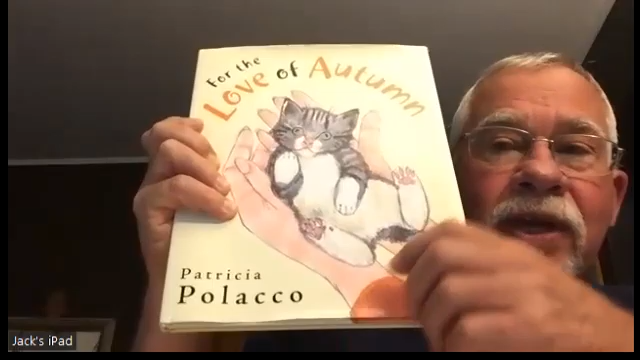 For the
Love of Autumn
Patricia
Polacco
Jack's iPad